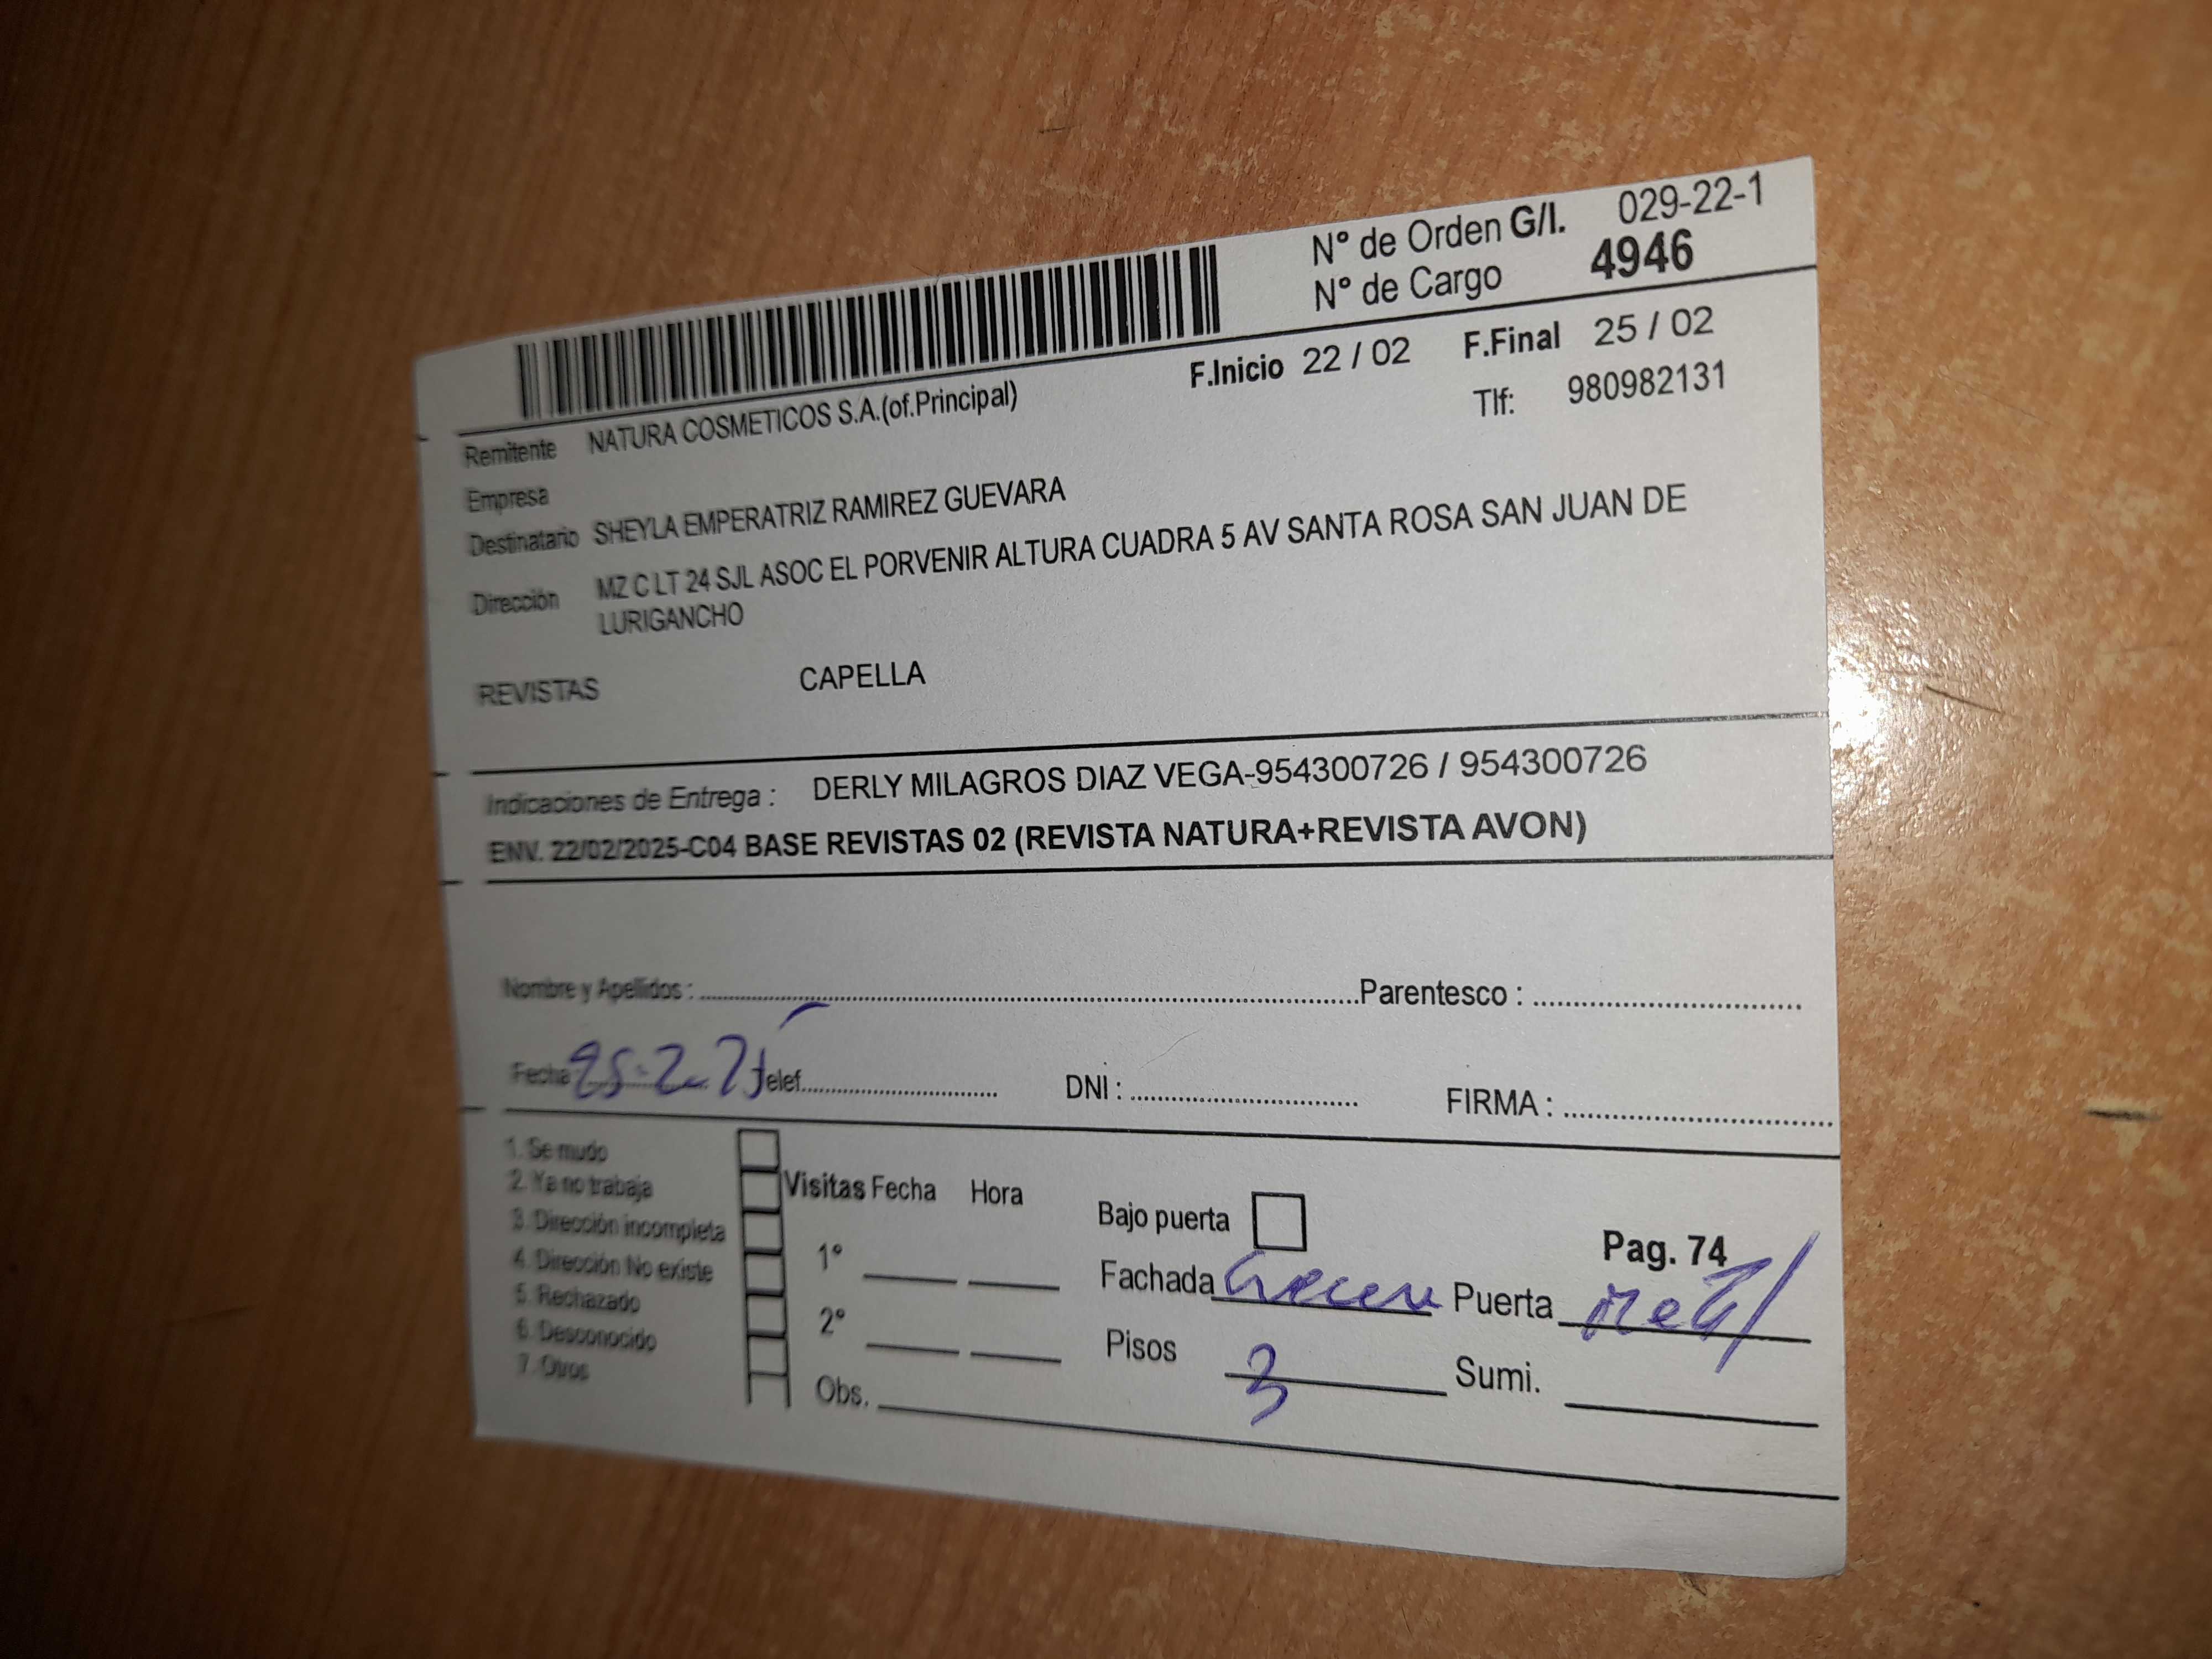 N° de Orden G/I. 029-22-1
N° de Cargo 4946
F.Inicio 22 / 02 F.Final 25 / 02
Remitente NATURA COSMETICOS S.A.(of.Principal) Tlf: 980982131
Empresa
Destinatario SHEYLA EMPERATRIZ RAMIREZ GUEVARA
Dirección MZ C LT 24 SJL ASOC EL PORVENIR ALTURA CUADRA 5 AV SANTA ROSA SAN JUAN DE
LURIGANCHO
REVISTAS CAPELLA
Indicaciones de Entrega : DERLY MILAGROS DIAZ VEGA-954300726 / 954300726
ENV. 22/02/2025-C04 BASE REVISTAS 02 (REVISTA NATURA+REVISTA AVON)
Nombre y Apellidos : Parentesco :
Fecha 25-2-25 Telef. DNI : FIRMA :
1. Se mudo
2. Ya no trabaja Visitas Fecha Hora
3. Dirección incompleta Bajo puerta Pag. 74
4. Dirección No existe 1° Fachada Puerta Metal
5. Rechazado
6. Desconocido 2° Pisos 3 Sumi.
7. Otros Obs.